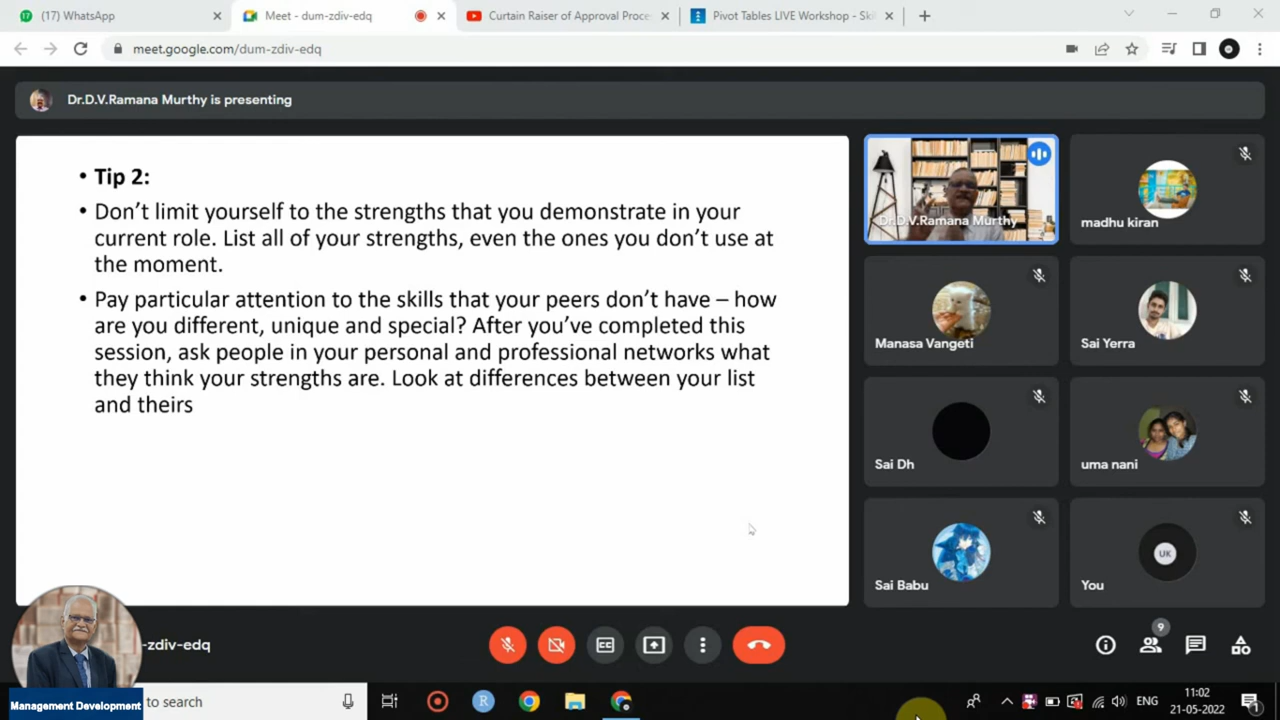 (17) WhatsApp
Meet - dum-zdiv-edq
Curtain Raiser of Approval Proce
Pivot Tables LIVE Workshop - Ski
meet.google.com/dum-zdiv-edq
Dr.D.V.Ramana Murthy is presenting
• Tip 2:
• Don’t limit yourself to the strengths that you demonstrate in your
current role. List all of your strengths, even the ones you don’t use at
the moment.
• Pay particular attention to the skills that your peers don’t have – how
are you different, unique and special? After you’ve completed this
session, ask people in your personal and professional networks what
they think your strengths are. Look at differences between your list
and theirs
Dr.D.V.Ramana Murthy
madhu kiran
Manasa Vangeti
Sai Yerra
Sai Dh
uma nani
Sai Babu
UK
You
-zdiv-edq
CC
9
Management Development
to search
R
ENG
11:02
21-05-2022
1